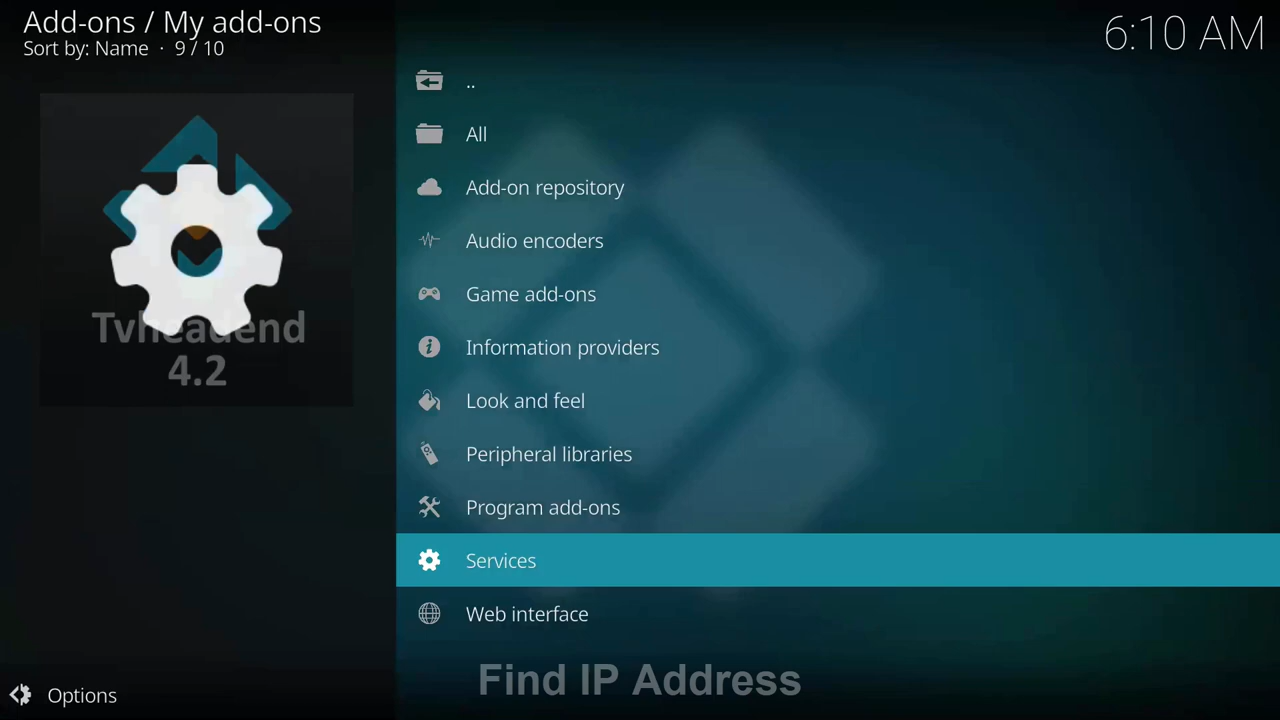 Add-ons / My add-ons
Sort by: Name · 9 / 10
6:10 AM
Tvheadend
4.2
..
All
Add-on repository
Audio encoders
Game add-ons
Information providers
Look and feel
Peripheral libraries
Program add-ons
Services
Web interface
Find IP Address
Options